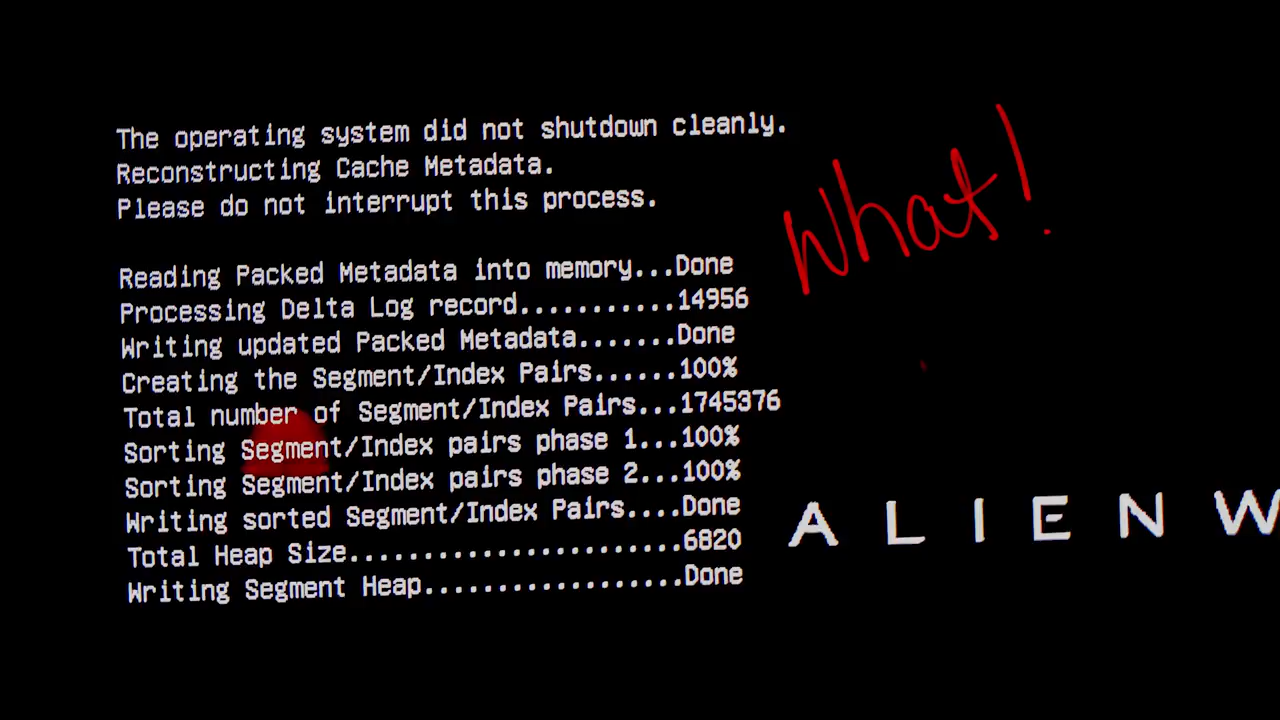 The operating system did not shutdown cleanly.
Reconstructing Cache Metadata.
Please do not interrupt this process.
What!
Reading Packed Metadata into memory...Done
Processing Delta Log record...........14956
Writing updated Packed Metadata.......Done
Creating the Segment/Index Pairs......100%
Total number of Segment/Index Pairs...1745376
Sorting Segment/Index pairs phase 1...100%
Sorting Segment/Index pairs phase 2...100%
Writing sorted Segment/Index Pairs....Done
Total Heap Size.......................6820
Writing Segment Heap..................Done
ALIENW